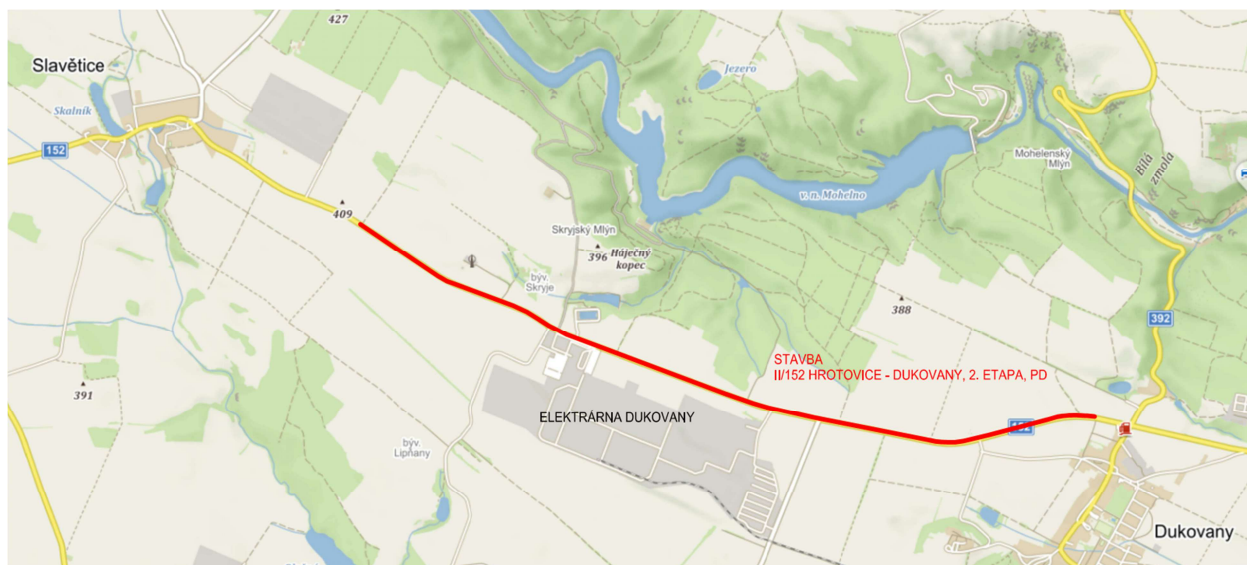 427
Slavětice
Skalník
Jezero
152
Mohelenský
Mlýn
Bílá
zmola
v. n. Mohelno
409
Skryjský Mlýn
396
Háječný
kopec
býv.
Skryje
388
392
STAVBA
II/152 HROTOVICE - DUKOVANY, 2. ETAPA, PD
391
ELEKTRÁRNA DUKOVANY
152
býv.
Lipňany
Dukovany